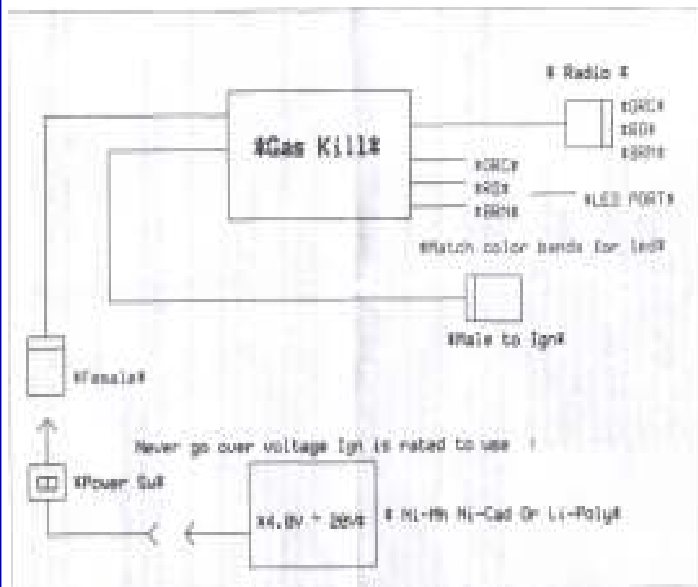 * Radio *
*ORG*
*RD*
*BRN*
*Gas Kill*
*ORG*
*RD*
*BRN*
*LED PORT*
*Match color bands for led*
*Male to Ign*
*Female*
Never go over voltage Ign is rated to use !
*Power Sw*
*4.8V ~ 20V*
* Ni-Mh Ni-Cad Or Li-Poly*